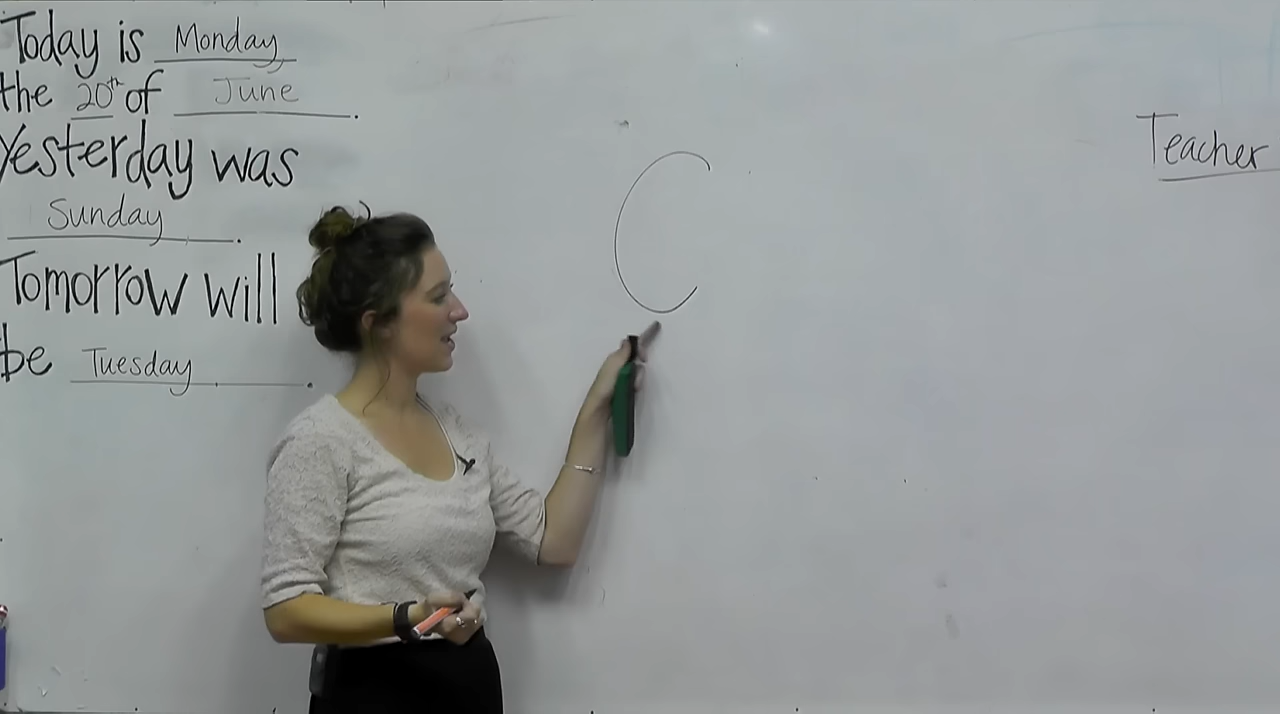 Today is Monday
the 20th of June.
Yesterday was
Sunday.
Tomorrow will
be Tuesday.
C
Teacher